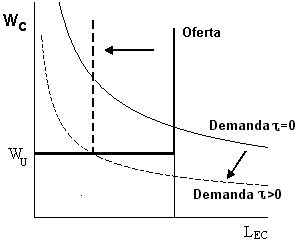 W_C
Oferta
Demanda τ=0
W_U
Demanda τ>0
L_EC